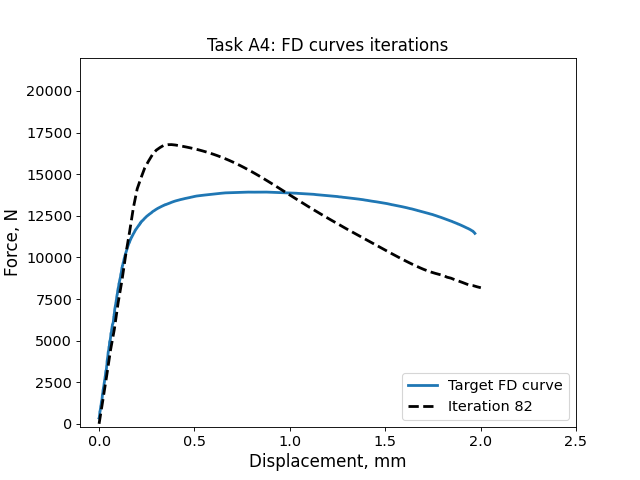 Task A4: FD curves iterations
Force, N
20000
17500
15000
12500
10000
7500
5000
2500
0
0.0 0.5 1.0 1.5 2.0 2.5
Displacement, mm
Target FD curve
Iteration 82